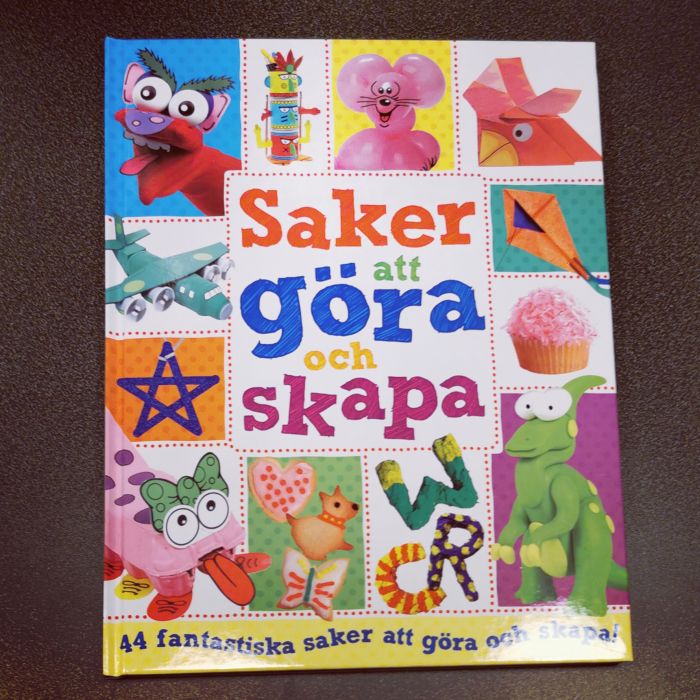 Saker
att
göra
och
skapa
W
R
C
44 fantastiska saker att göra och skapa!